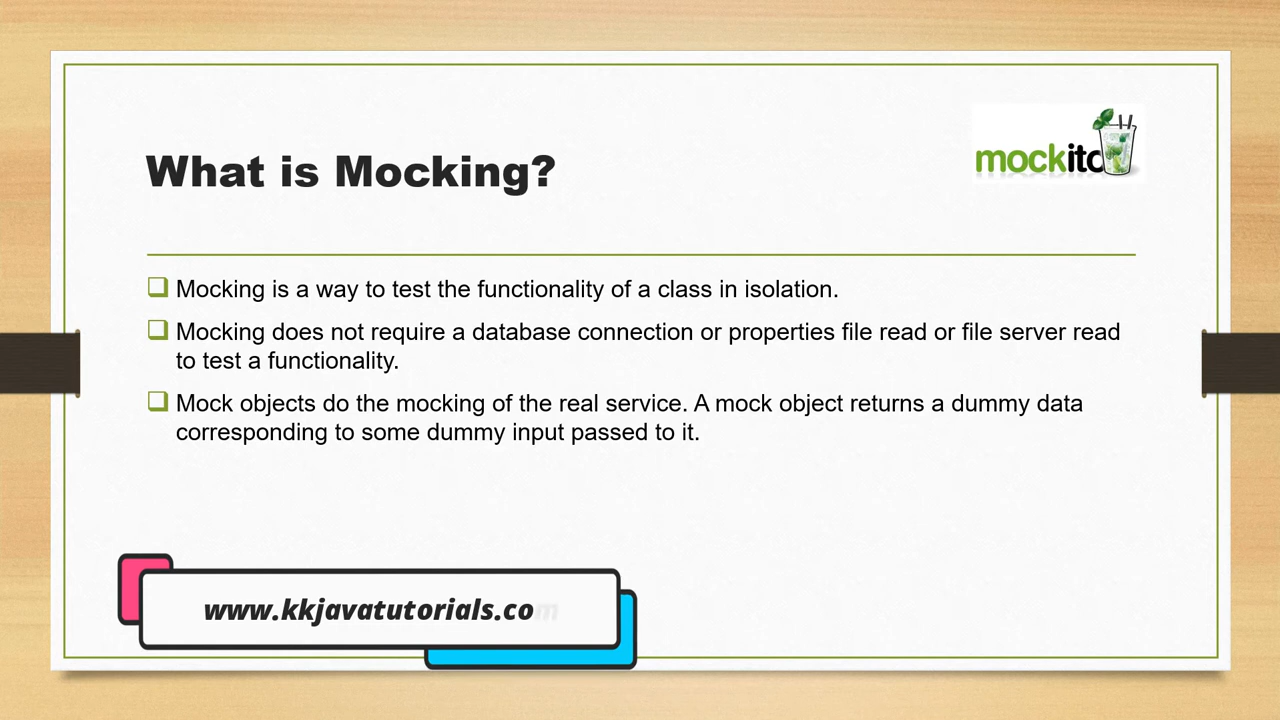 mockito
What is Mocking?
Mocking is a way to test the functionality of a class in isolation.
Mocking does not require a database connection or properties file read or file server read
to test a functionality.
Mock objects do the mocking of the real service. A mock object returns a dummy data
corresponding to some dummy input passed to it.
www.kkjavatutorials.com